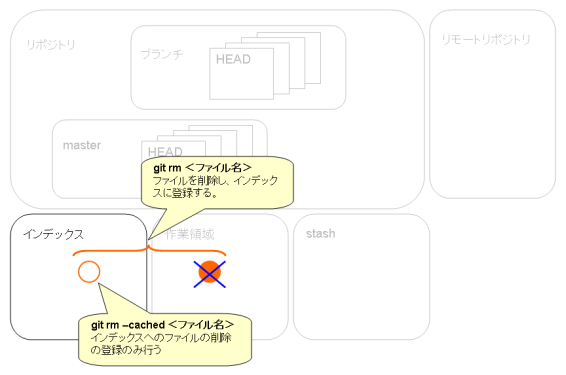 リポジトリ
ブランチ
HEAD
リモートリポジトリ
master
HEAD
git rm <ファイル名>
ファイルを削除し、インデック
スに登録する。
インデックス
作業領域
stash
git rm –cached <ファイル名>
インデックスへのファイルの削除
の登録のみ行う